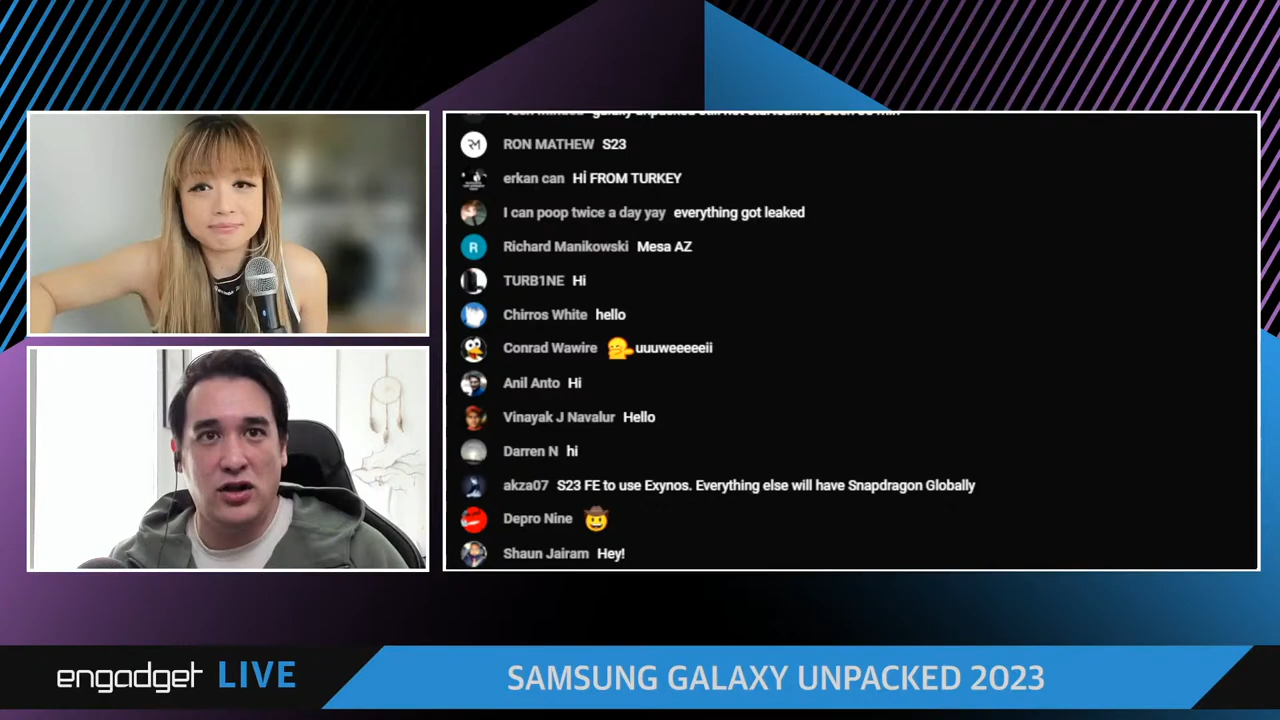 RON MATHEW S23
erkan can Hİ FROM TURKEY
I can poop twice a day yay everything got leaked
R Richard Manikowski Mesa AZ
TURB1NE Hi
Chirros White hello
Conrad Wawire uuuweeeeii
Anil Anto Hi
Vinayak J Navalur Hello
Darren N hi
akza07 S23 FE to use Exynos. Everything else will have Snapdragon Globally
Depro Nine
Shaun Jairam Hey!
engadget LIVE
SAMSUNG GALAXY UNPACKED 2023